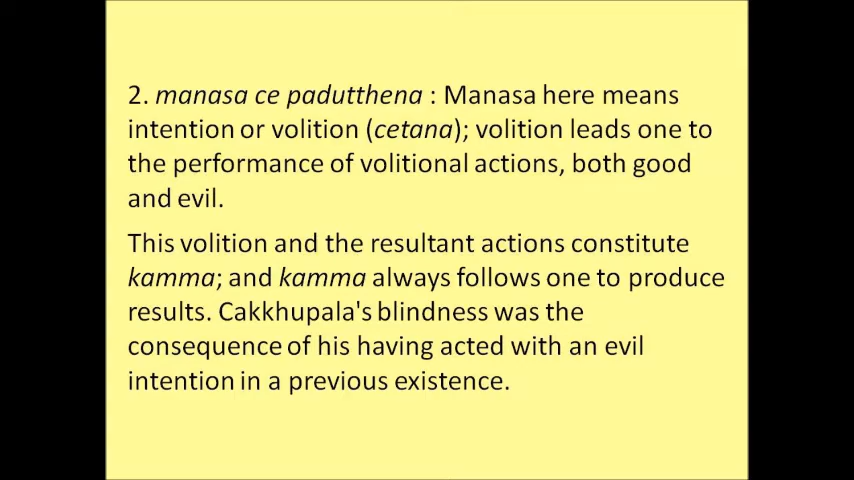 2. manasa ce padutthena : Manasa here means
intention or volition (cetana); volition leads one to
the performance of volitional actions, both good
and evil.
This volition and the resultant actions constitute
kamma; and kamma always follows one to produce
results. Cakkhupala's blindness was the
consequence of his having acted with an evil
intention in a previous existence.